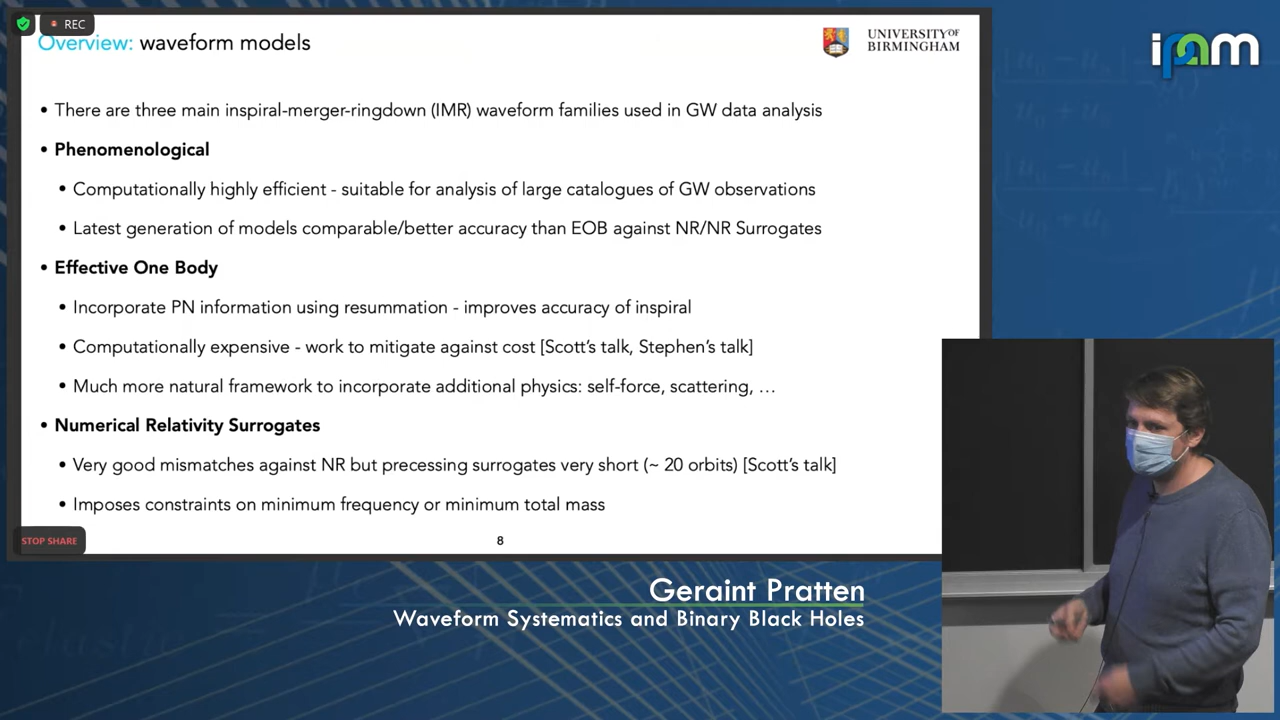 REC
Overview: waveform models
UNIVERSITY OF
BIRMINGHAM
ipam
• There are three main inspiral-merger-ringdown (IMR) waveform families used in GW data analysis
• Phenomenological
• Computationally highly efficient - suitable for analysis of large catalogues of GW observations
• Latest generation of models comparable/better accuracy than EOB against NR/NR Surrogates
• Effective One Body
• Incorporate PN information using resummation - improves accuracy of inspiral
• Computationally expensive - work to mitigate against cost [Scott's talk, Stephen's talk]
• Much more natural framework to incorporate additional physics: self-force, scattering, …
• Numerical Relativity Surrogates
• Very good mismatches against NR but precessing surrogates very short (~ 20 orbits) [Scott's talk]
• Imposes constraints on minimum frequency or minimum total mass
STOP SHARE
8
Geraint Pratten
Waveform Systematics and Binary Black Holes